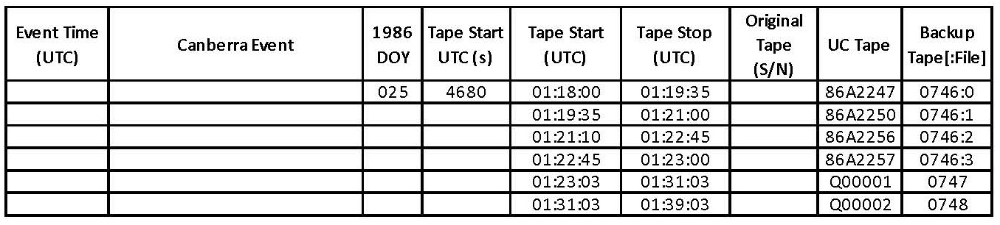 Event Time (UTC) Canberra Event 1986 DOY Tape Start UTC (s) Tape Start (UTC) Tape Stop (UTC) Original Tape (S/N) UC Tape Backup Tape[:File]
025 4680 01:18:00 01:19:35 86A2247 0746:0
01:19:35 01:21:00 86A2250 0746:1
01:21:10 01:22:45 86A2256 0746:2
01:22:45 01:23:00 86A2257 0746:3
01:23:03 01:31:03 Q00001 0747
01:31:03 01:39:03 Q00002 0748